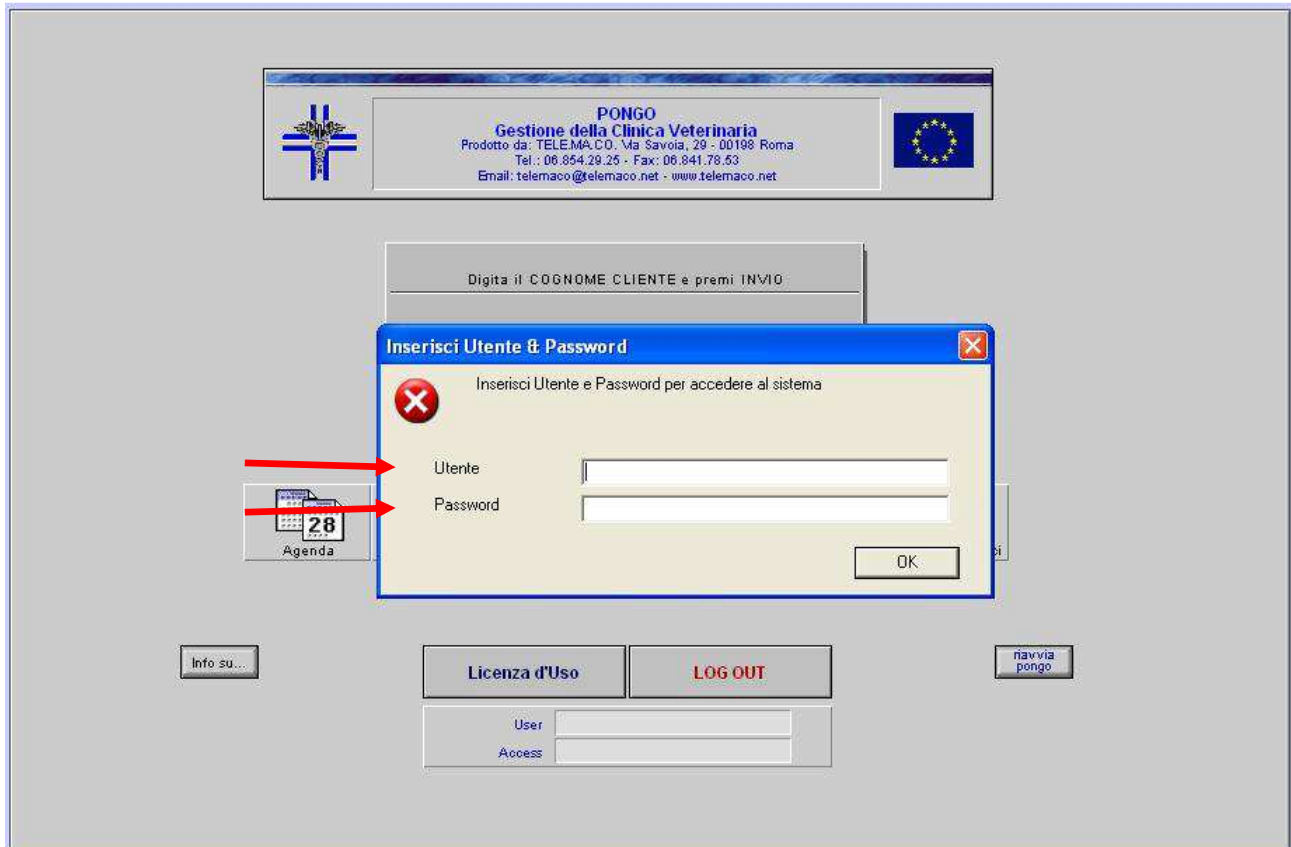 PONGO
Gestione della Clinica Veterinaria
Prodotto da: TELE.MA.CO. Via Savoia, 29 - 00198 Roma
Tel.: 06.854.29.25 - Fax: 06.841.78.53
Email: telemaco@telemaco.net - www.telemaco.net
Digita il COGNOME CLIENTE e premi INVIO
Inserisci Utente & Password
Inserisci Utente e Password per accedere al sistema
Utente
Password
28
Agenda
OK
Info su...
Licenza d'Uso
LOG OUT
riavvia
pongo
User
Access